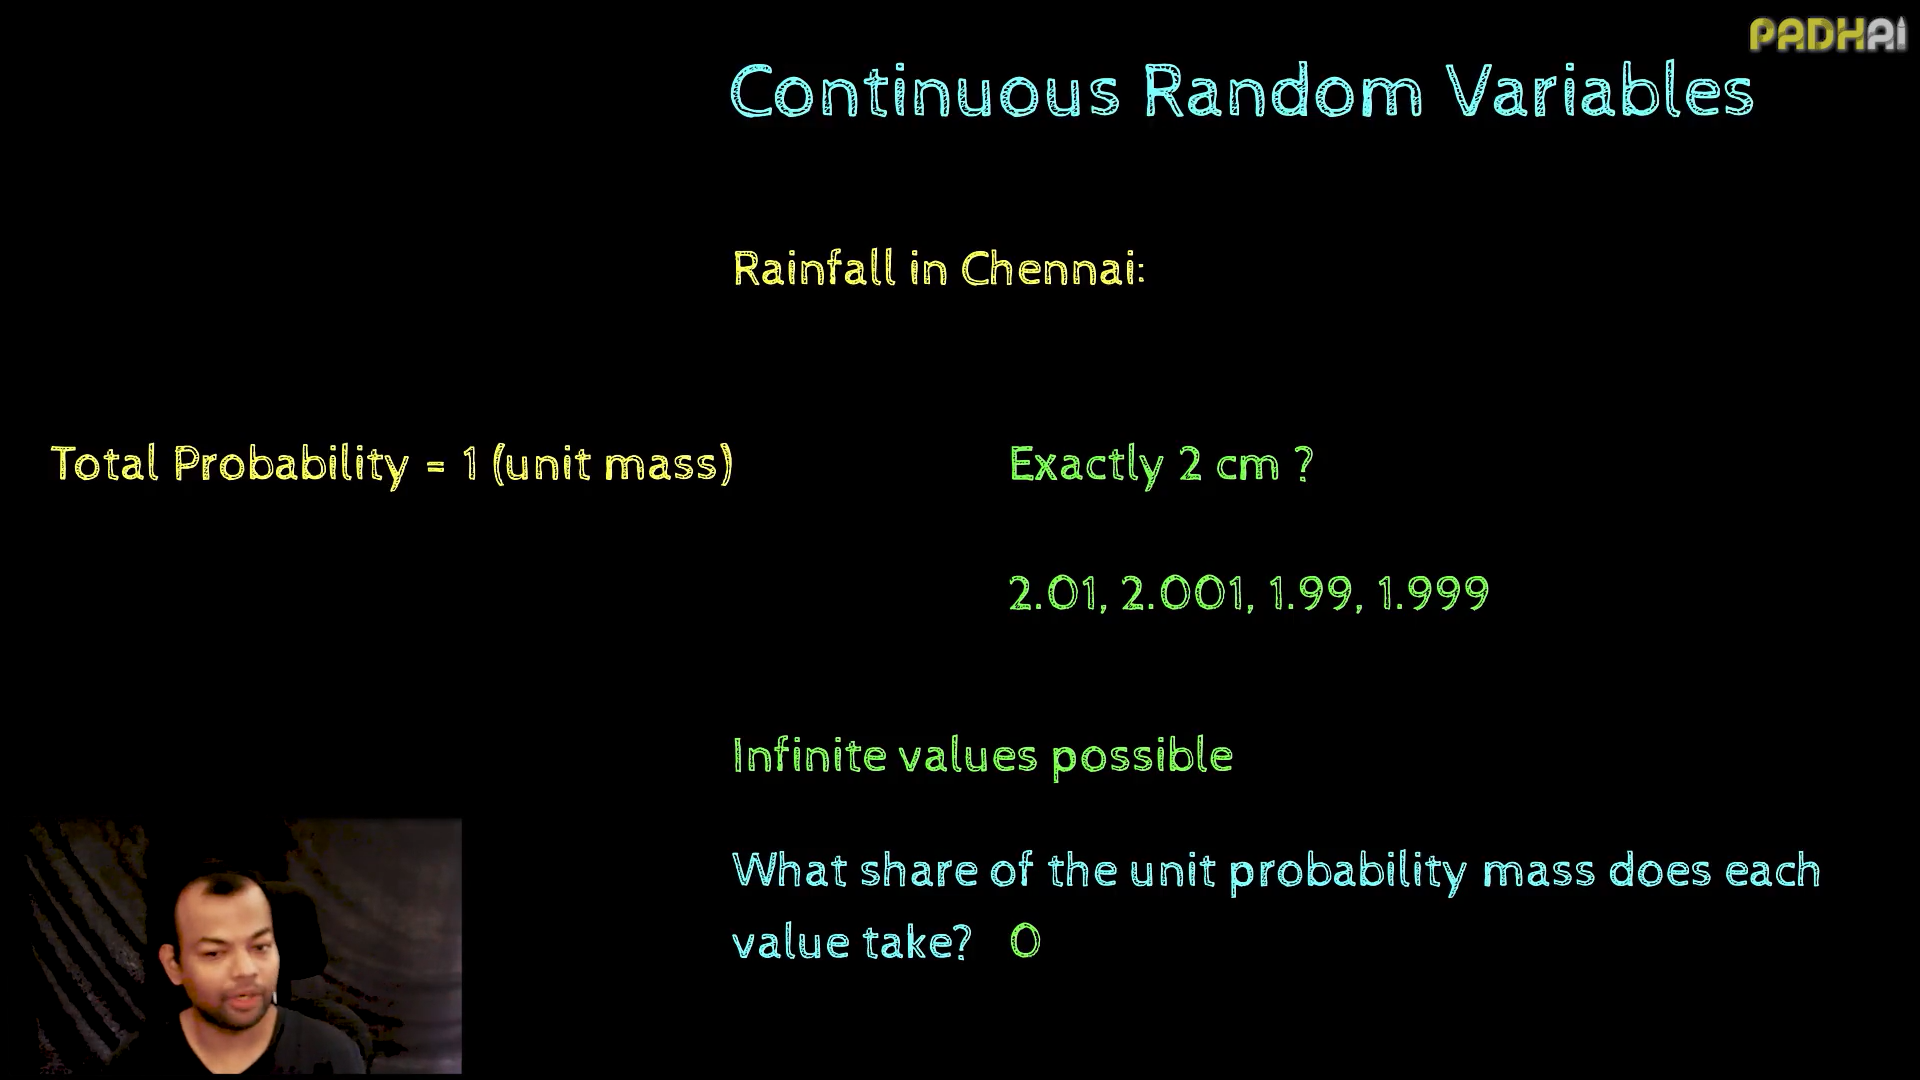 PADHAI
Continuous Random Variables
Rainfall in Chennai:
Total Probability = 1 (unit mass)
Exactly 2 cm ?
2.01, 2.001, 1.99, 1.999
Infinite values possible
What share of the unit probability mass does each
value take? 0